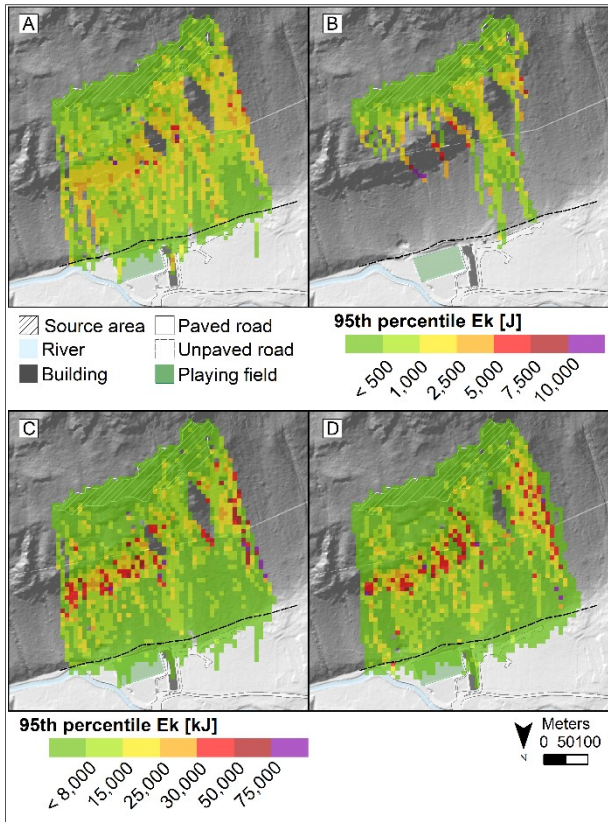 A
B
Source area
Paved road
River
Unpaved road
Building
Playing field
95th percentile Ek [J]
< 500
1,000
2,500
5,000
7,500
10,000
C
D
95th percentile Ek [kJ]
< 8,000
15,000
25,000
30,000
50,000
75,000
Meters
0 50100
N